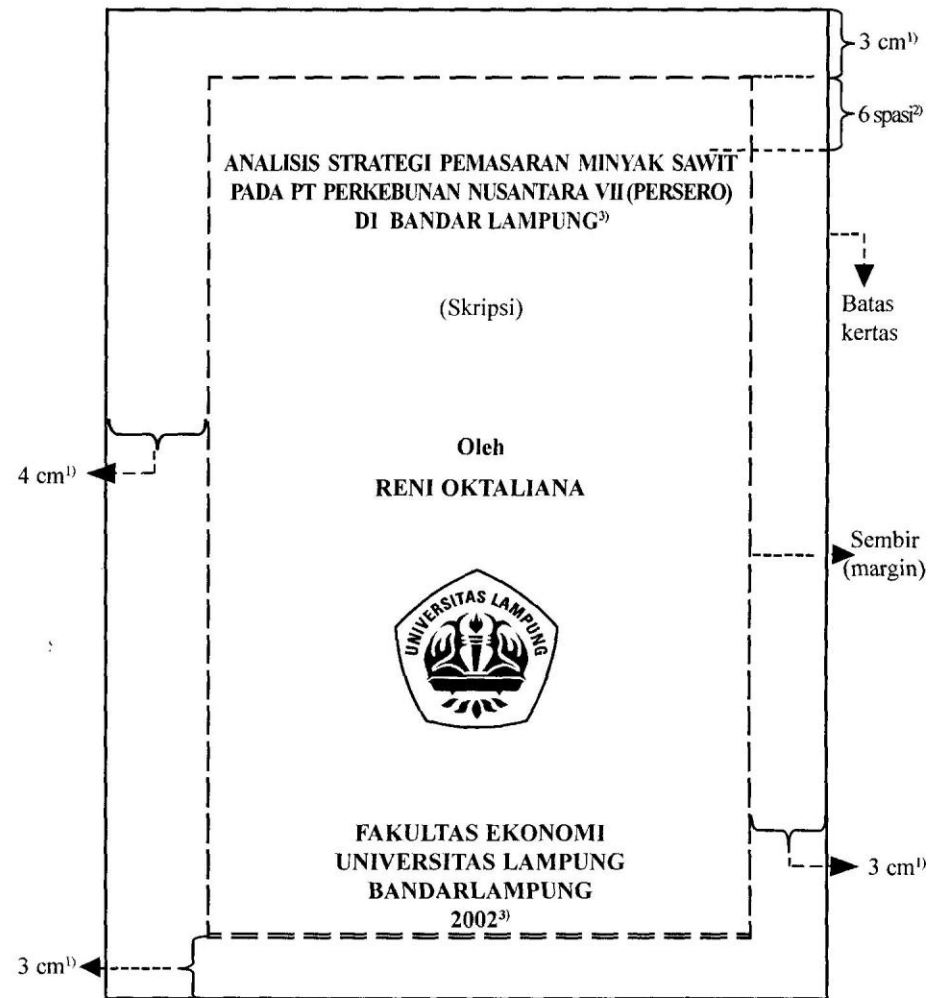 3 cm¹⁾
6 spasi²⁾
ANALISIS STRATEGI PEMASARAN MINYAK SAWIT
PADA PT PERKEBUNAN NUSANTARA VII (PERSERO)
DI BANDAR LAMPUNG³⁾
(Skripsi)
Batas
kertas
Oleh
4 cm¹⁾
RENI OKTALIANA
Sembir
(margin)
UNIVERSITAS LAMPUNG
FAKULTAS EKONOMI
UNIVERSITAS LAMPUNG
BANDARLAMPUNG
2002³⁾
3 cm¹⁾
3 cm¹⁾